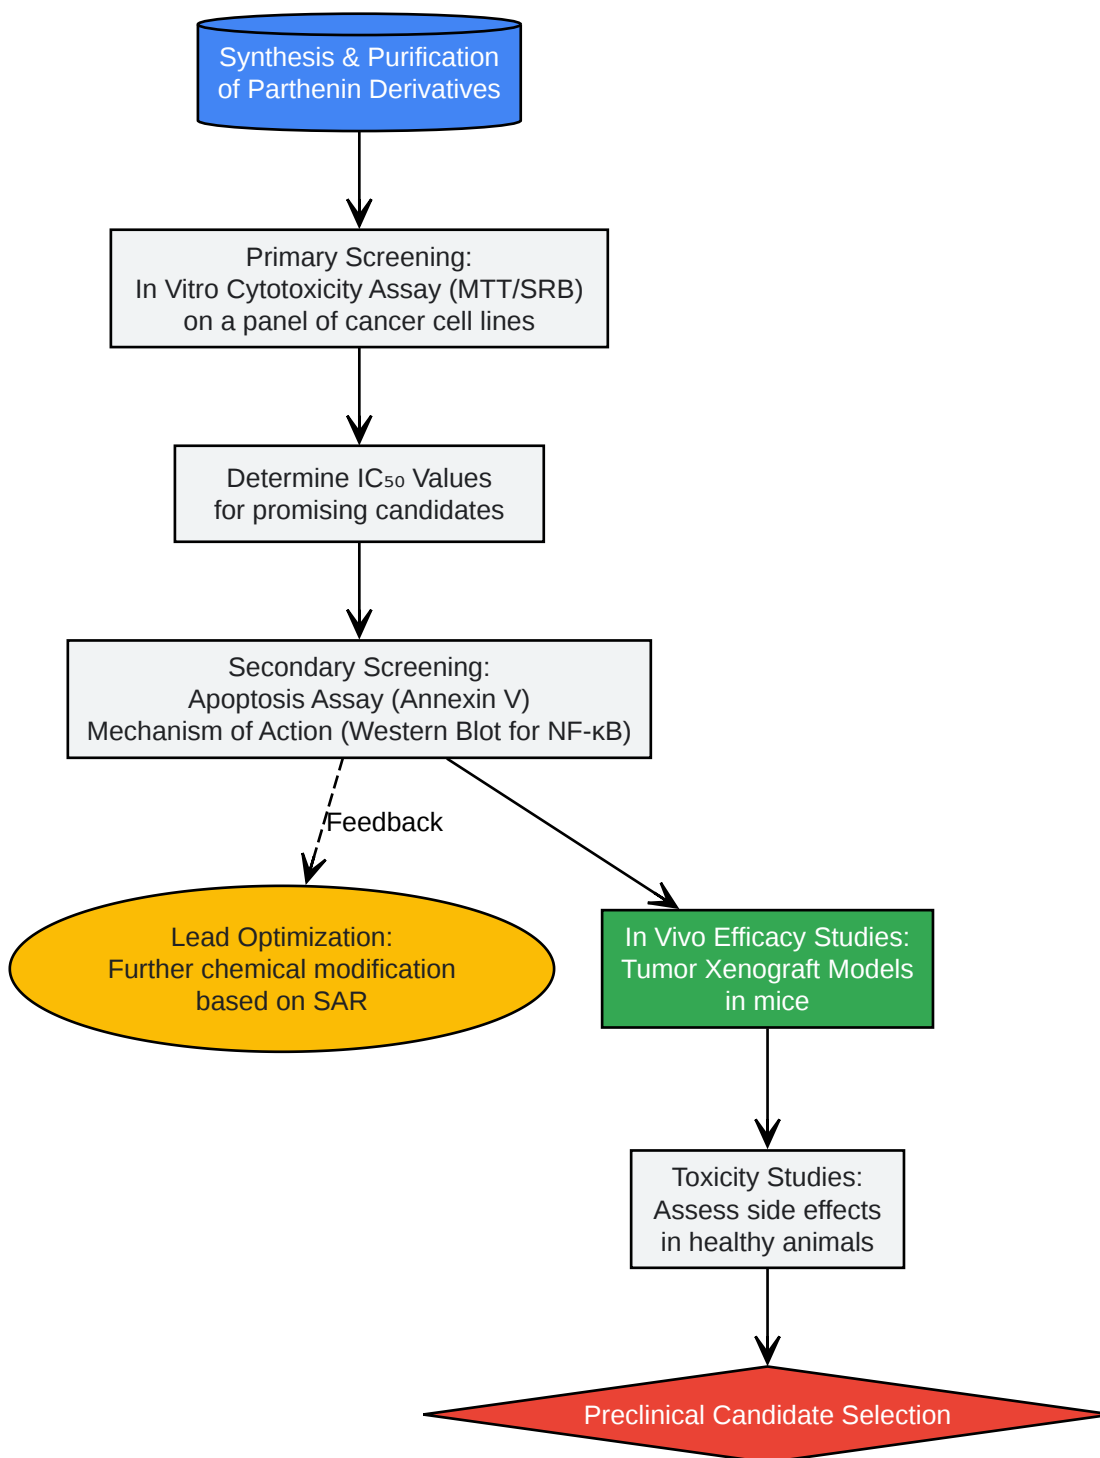 Synthesis & Purification
of Parthenin Derivatives
Primary Screening:
In Vitro Cytotoxicity Assay (MTT/SRB)
on a panel of cancer cell lines
Determine IC₅₀ Values
for promising candidates
Secondary Screening:
Apoptosis Assay (Annexin V)
Mechanism of Action (Western Blot for NF-κB)
Feedback
Lead Optimization:
Further chemical modification
based on SAR
In Vivo Efficacy Studies:
Tumor Xenograft Models
in mice
Toxicity Studies:
Assess side effects
in healthy animals
Preclinical Candidate Selection